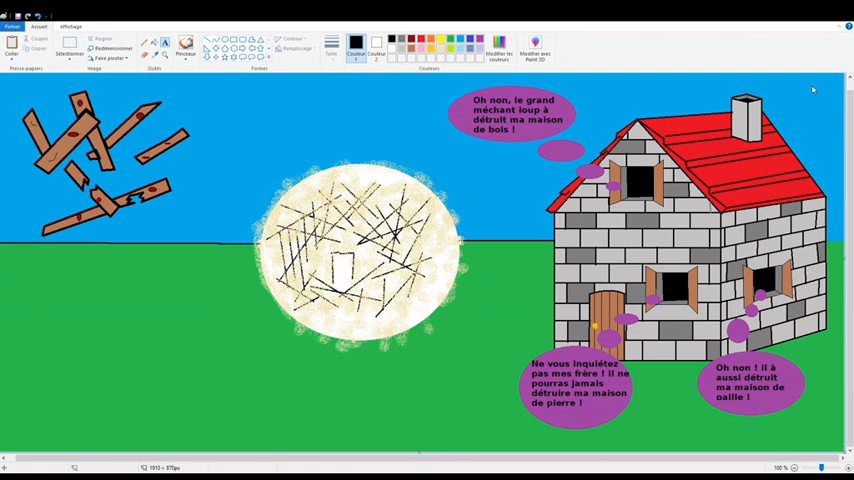 Fichier Accueil Affichage
Coller
Couper
Copier
Presse-papiers
Sélectionner
Rogner
Redimensionner
Faire pivoter
Image
A
Outils
Pinceaux
Contour
Remplissage
Formes
Taille
Couleur 1
Couleur 2
Modifier les couleurs
Couleurs
Modifier avec Paint 3D
Oh non, le grand
méchant loup à
détruit ma maison
de bois !
Ne vous inquiétez
pas mes frère ! il ne
pourras jamais
détruire ma maison
de pierre !
Oh non ! il à
aussi détruit
ma maison de
paille !
1910 × 870px
100 %